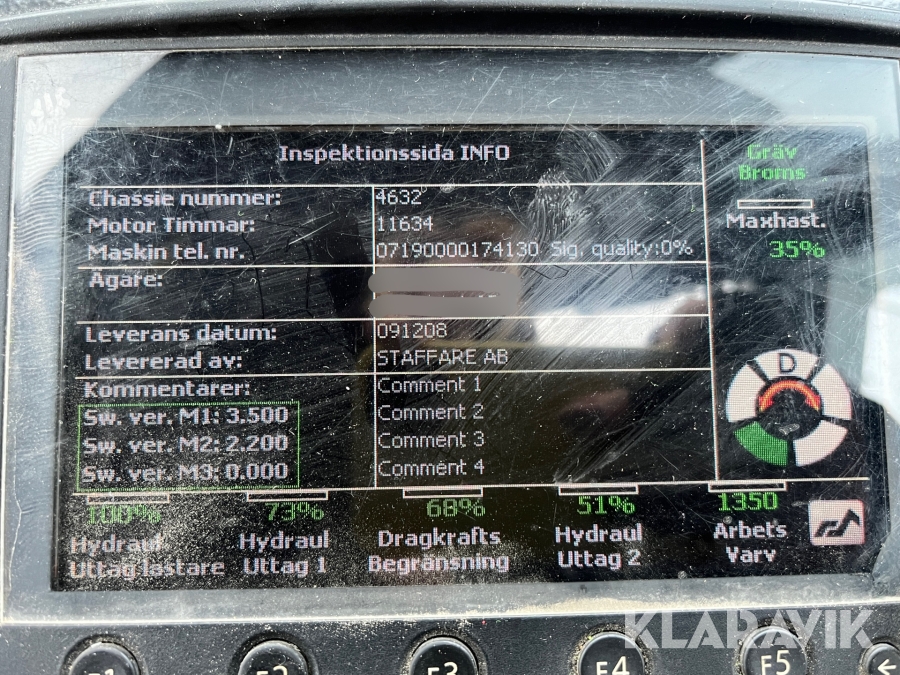 Inspektionssida INFO
Gräv
Broms
Maxhast.
35%
Chassie nummer: 4632
Motor Timmar: 11634
Maskin tel. nr. 07190000174130 Sig. quality:0%
Ägare:
Leverans datum: 091208
Levererad av: STAFFARE AB
Kommentarer: Comment 1
Sw. ver. M1: 3.500 Comment 2
Sw. ver. M2: 2.200 Comment 3
Sw. ver. M3: 0.000 Comment 4
D
100% 73% 68% 51% 1350
Hydraul Hydraul Dragkrafts Hydraul Arbets
Uttag lastare Uttag 1 Begränsning Uttag 2 Varv
KLARAVIK
F1 F2 F3 F4 F5